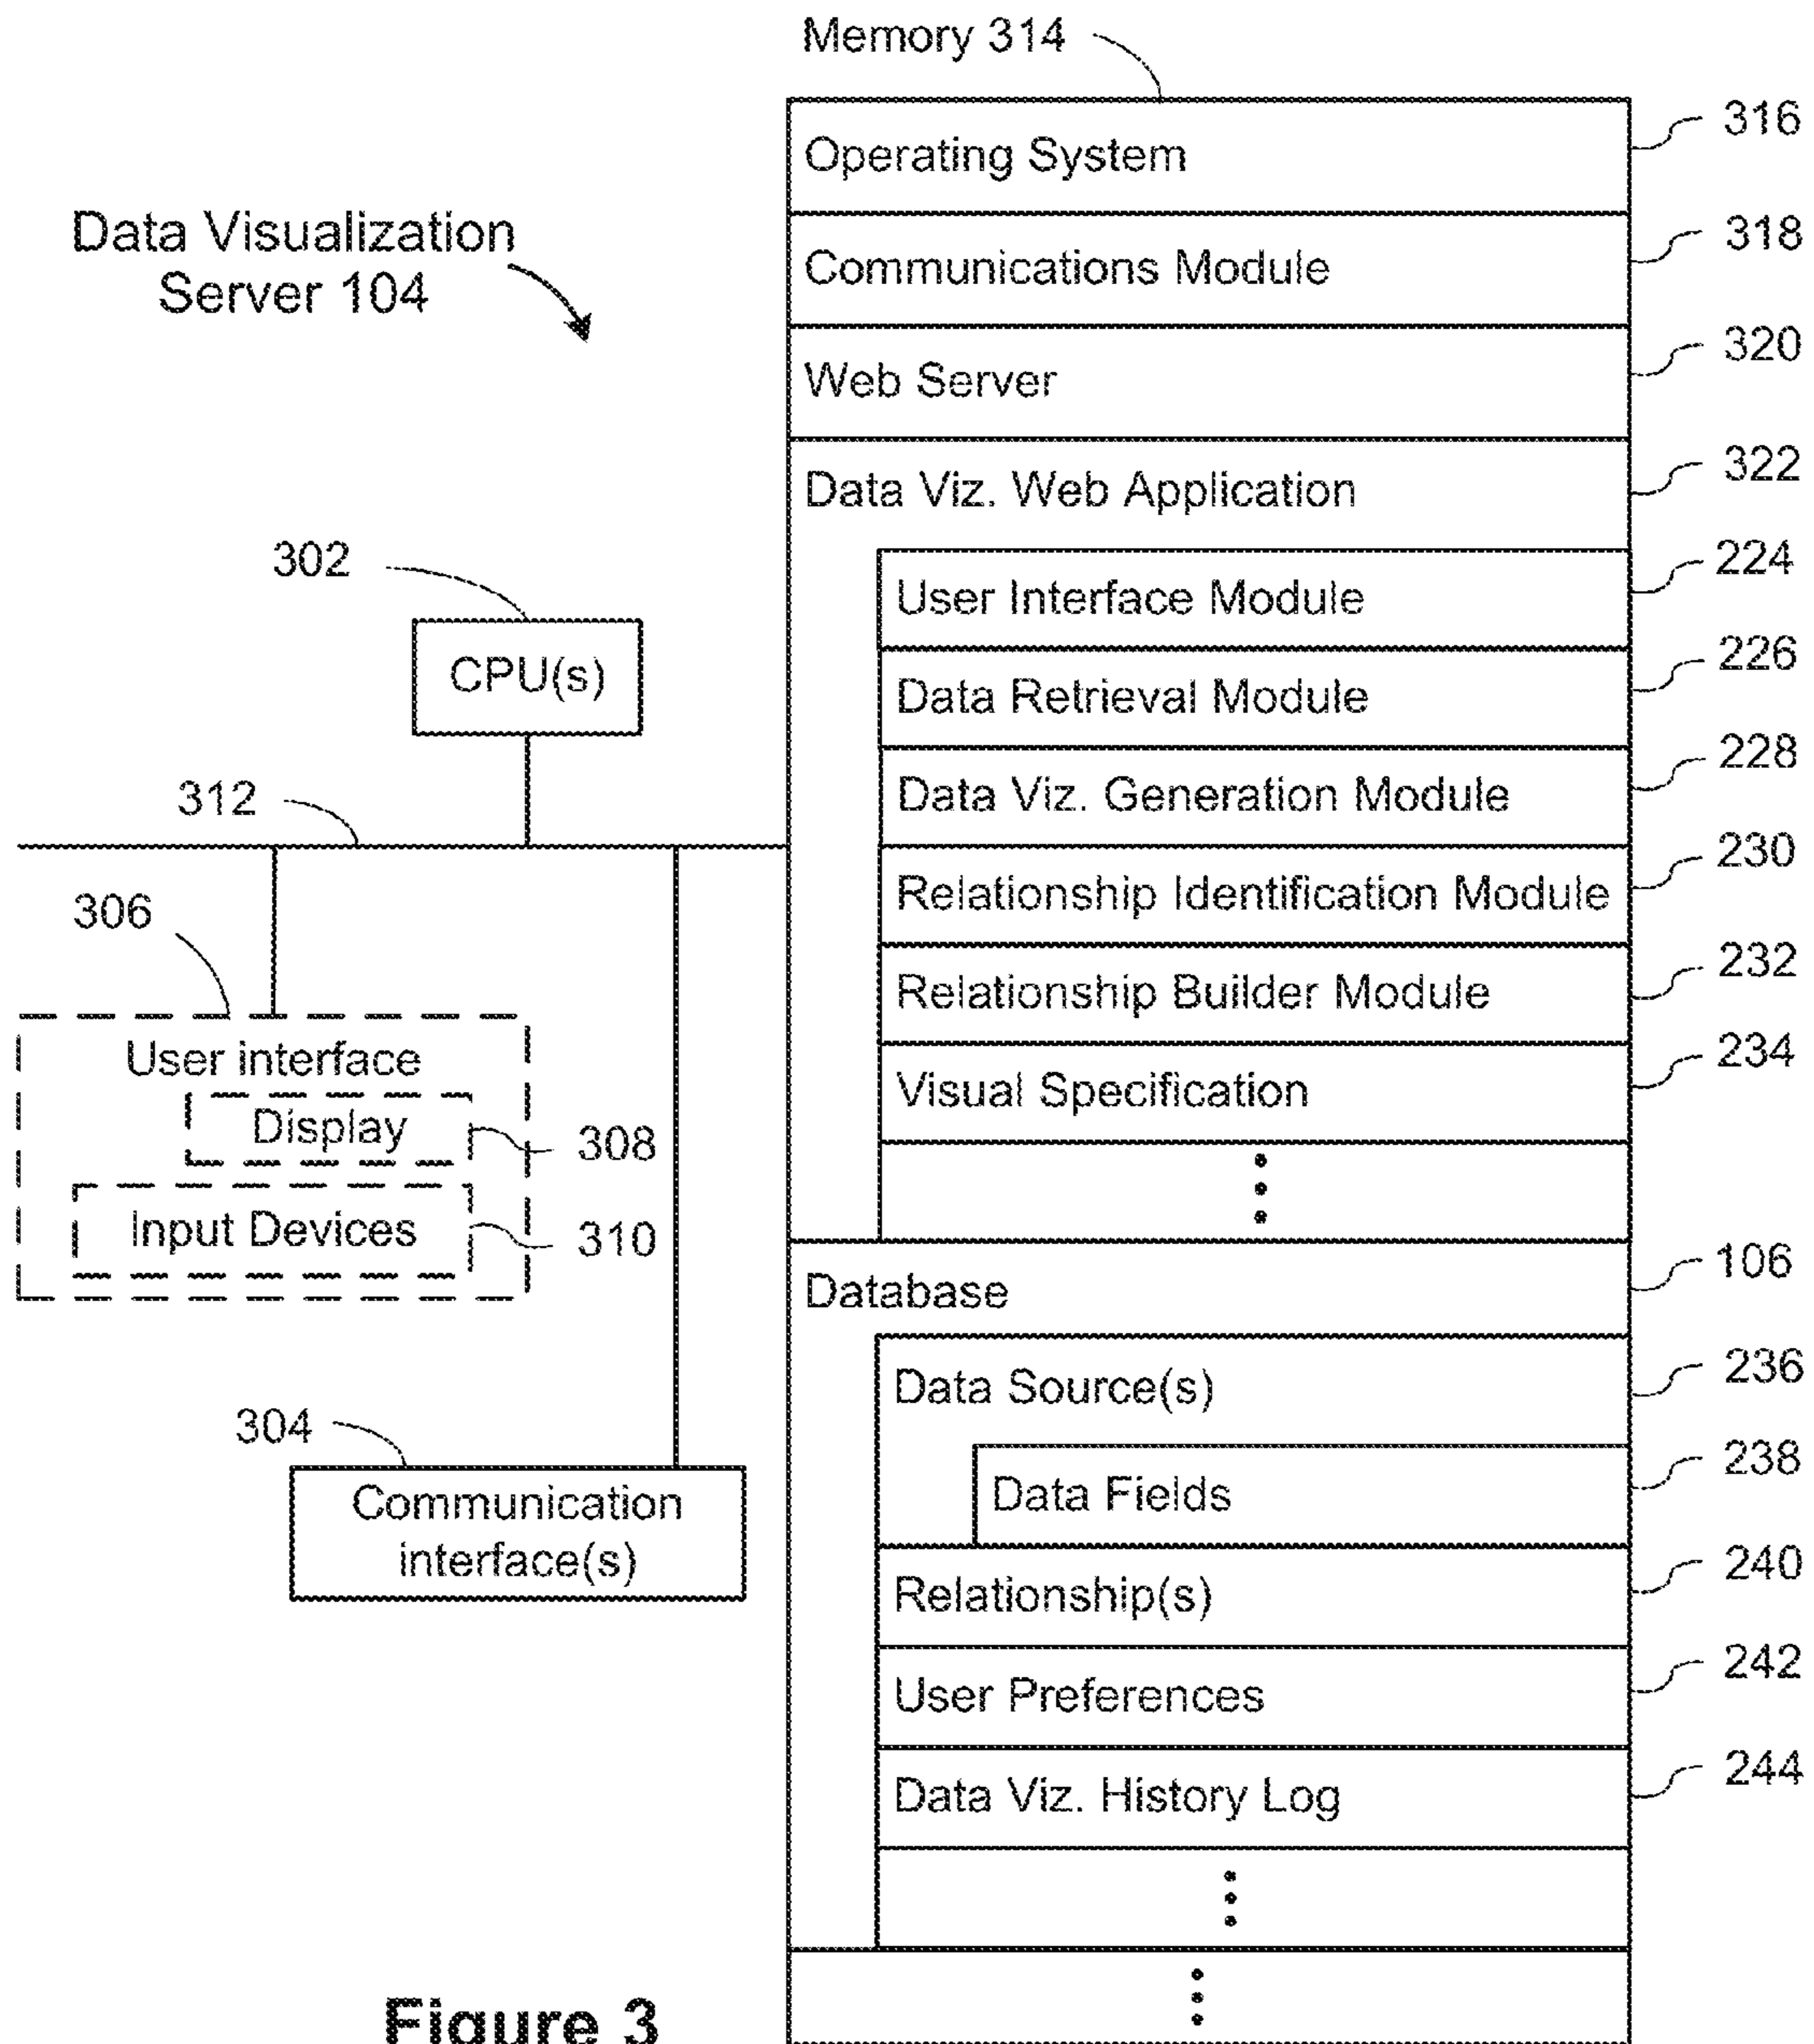 Memory 314
Operating System
316
Data Visualization
Server 104
Communications Module
318
Web Server
320
Data Viz. Web Application
322
User Interface Module
224
Data Retrieval Module
226
Data Viz. Generation Module
228
Relationship Identification Module
230
Relationship Builder Module
232
Visual Specification
234
302
CPU(s)
312
306
User interface
Display
308
Input Devices
310
304
Communication
interface(s)
Database
106
Data Source(s)
236
Data Fields
238
Relationship(s)
240
User Preferences
242
Data Viz. History Log
244
Figure 3